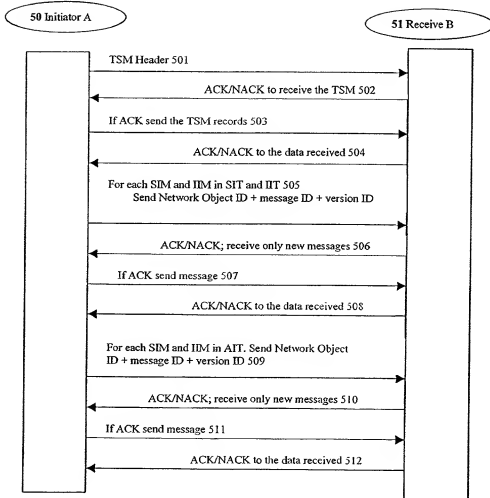 50 Initiator A
51 Receive B
TSM Header 501
ACK/NACK to receive the TSM 502
If ACK send the TSM records 503
ACK/NACK to the data received 504
For each SIM and IIM in SIT and IIT 505
Send Network Object ID + message ID + version ID
ACK/NACK; receive only new messages 506
If ACK send message 507
ACK/NACK to the data received 508
For each SIM and IIM in AIT. Send Network Object
ID + message ID + version ID 509
ACK/NACK; receive only new messages 510
If ACK send message 511
ACK/NACK to the data received 512